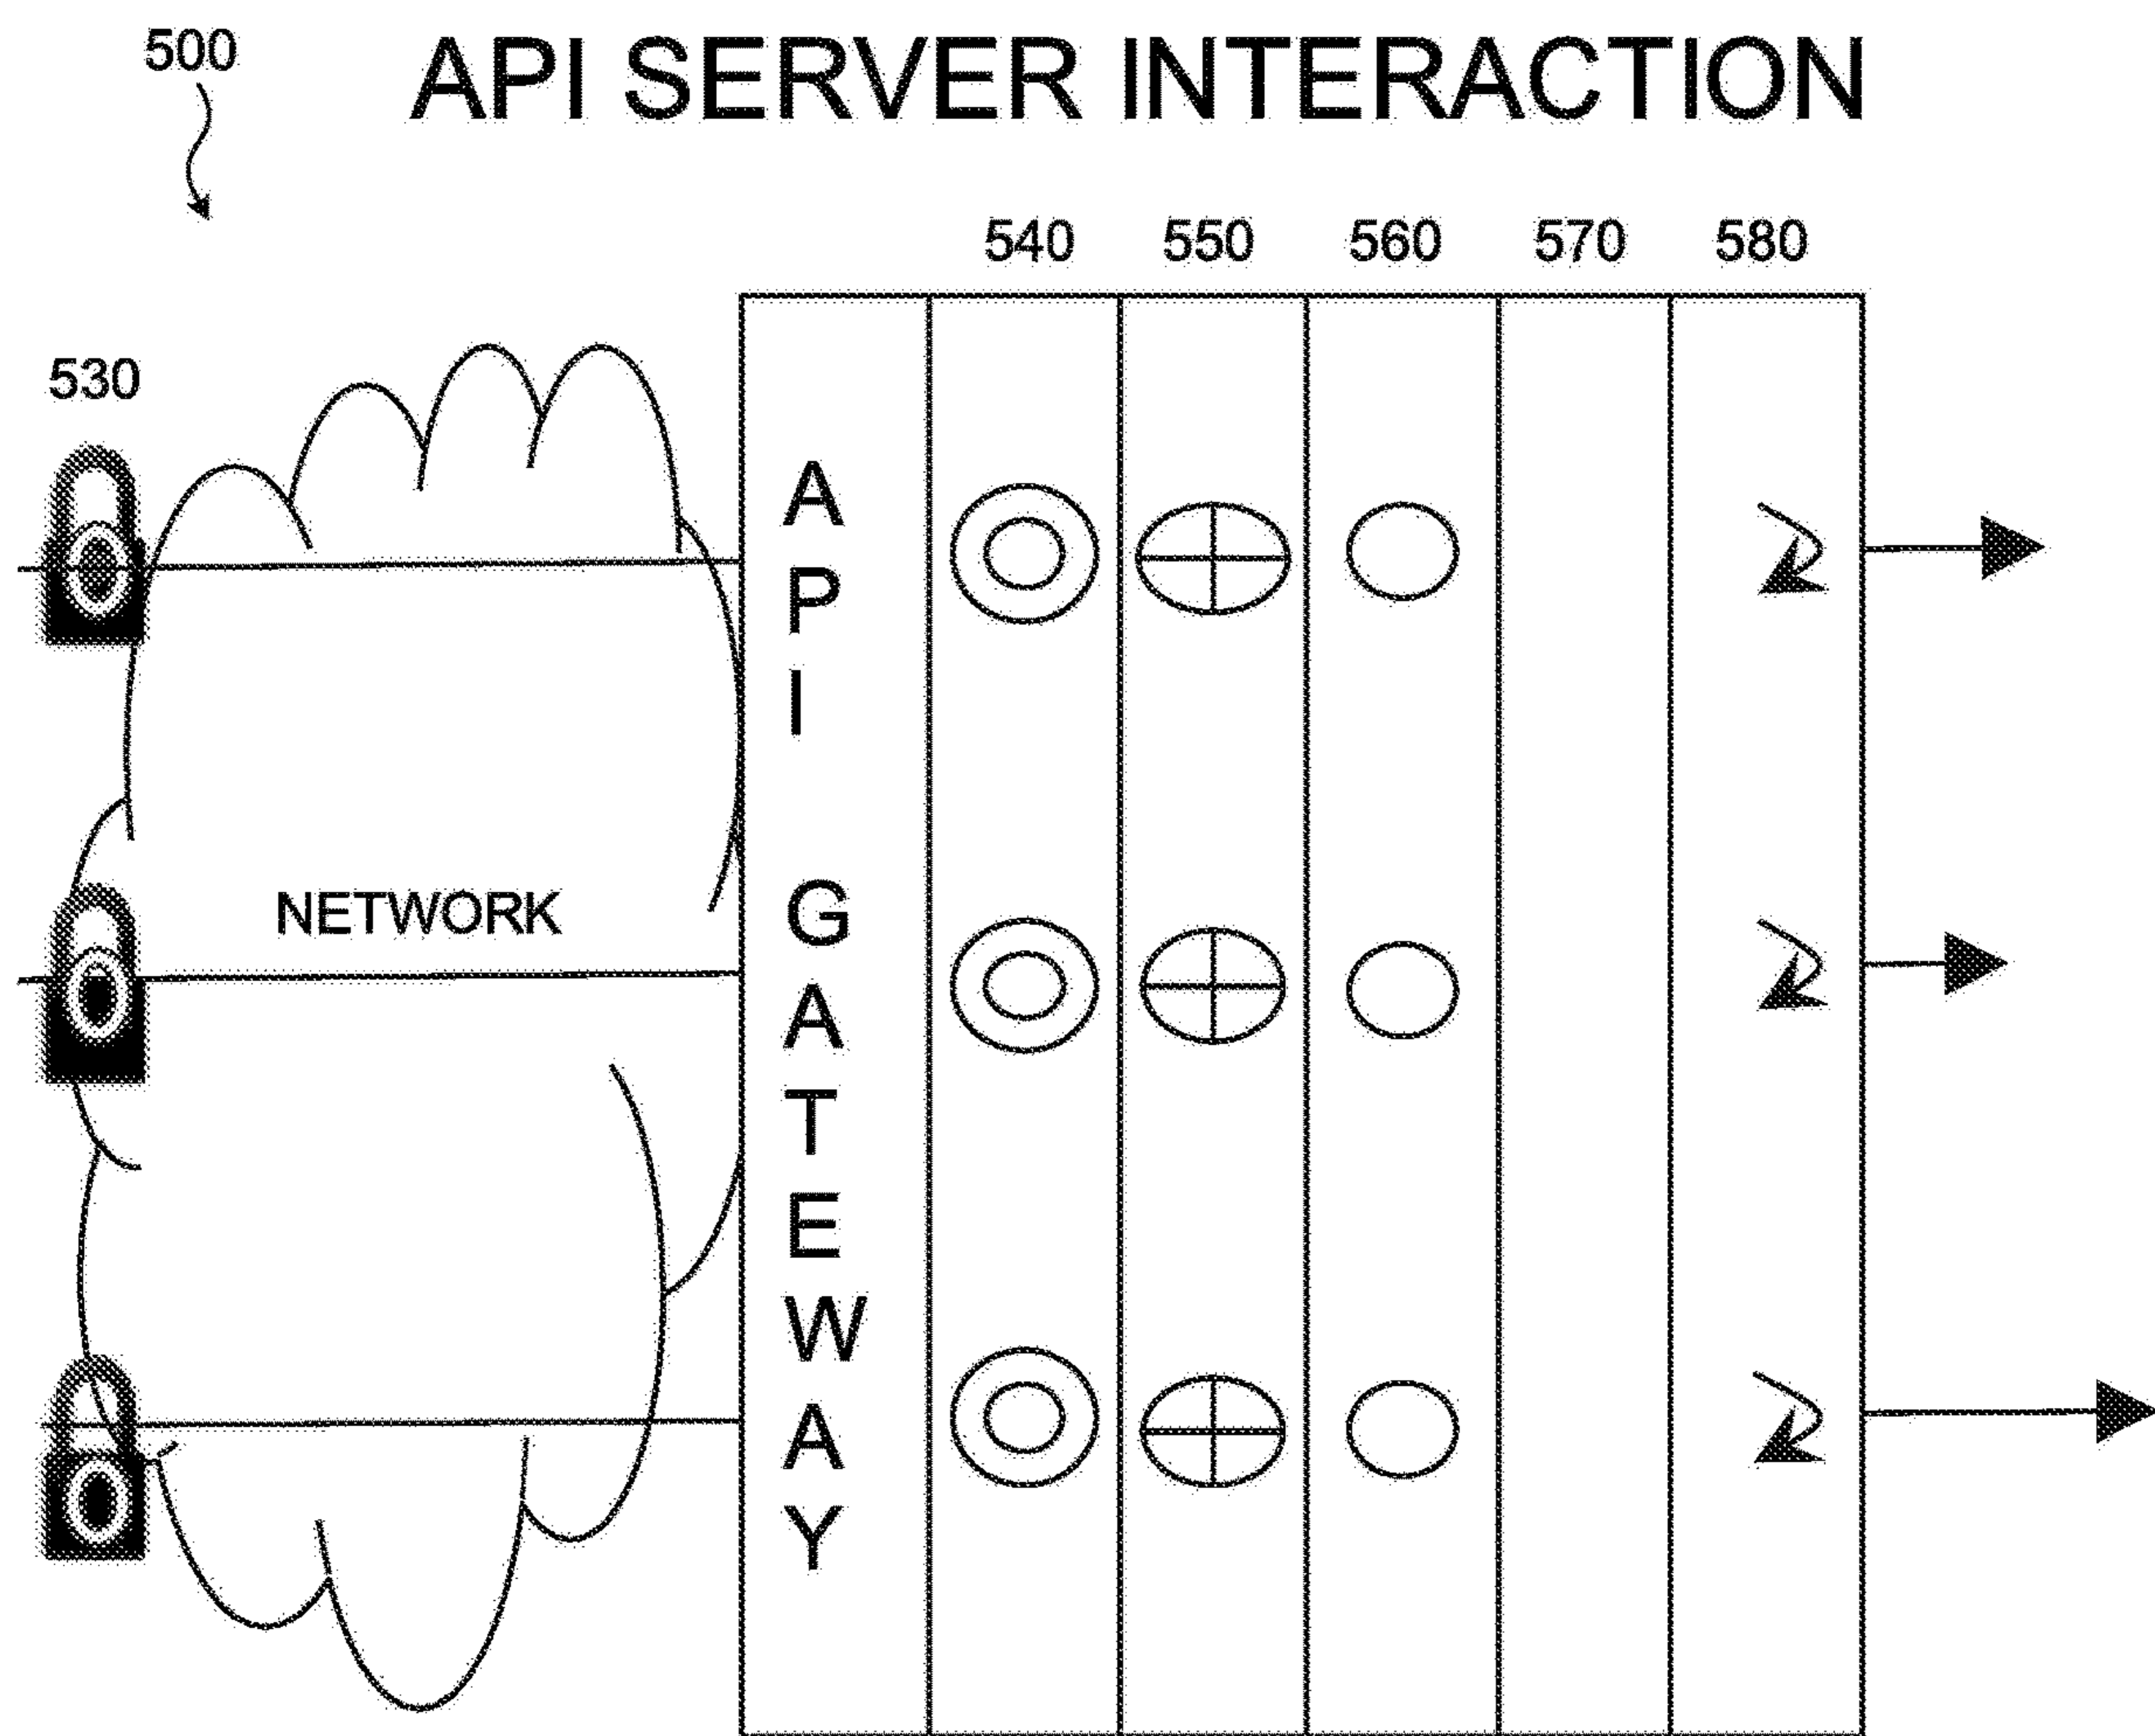 500
API SERVER INTERACTION
540 550 560 570 580
530
API GATEWAY
NETWORK